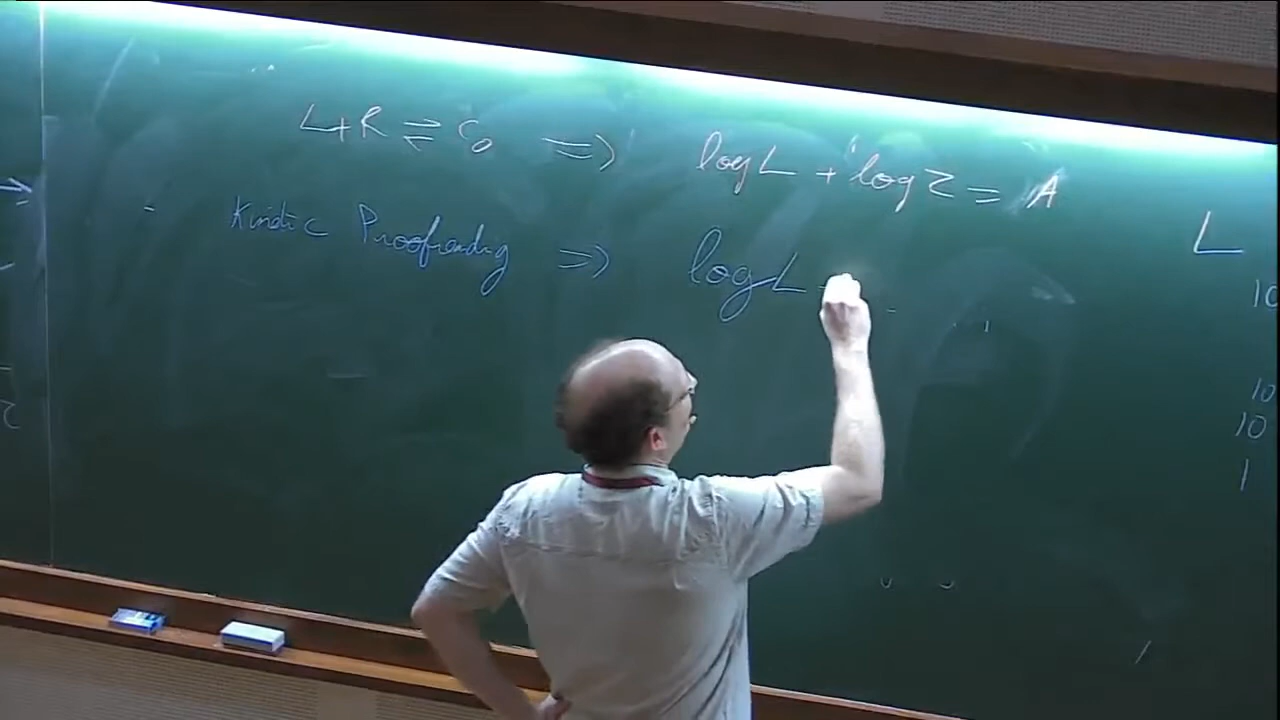 L+R ⇌ C₀ ⇒ log L + log τ = A
Kinetic Proofreading ⇒ log L
L
10
10
10
1
τ